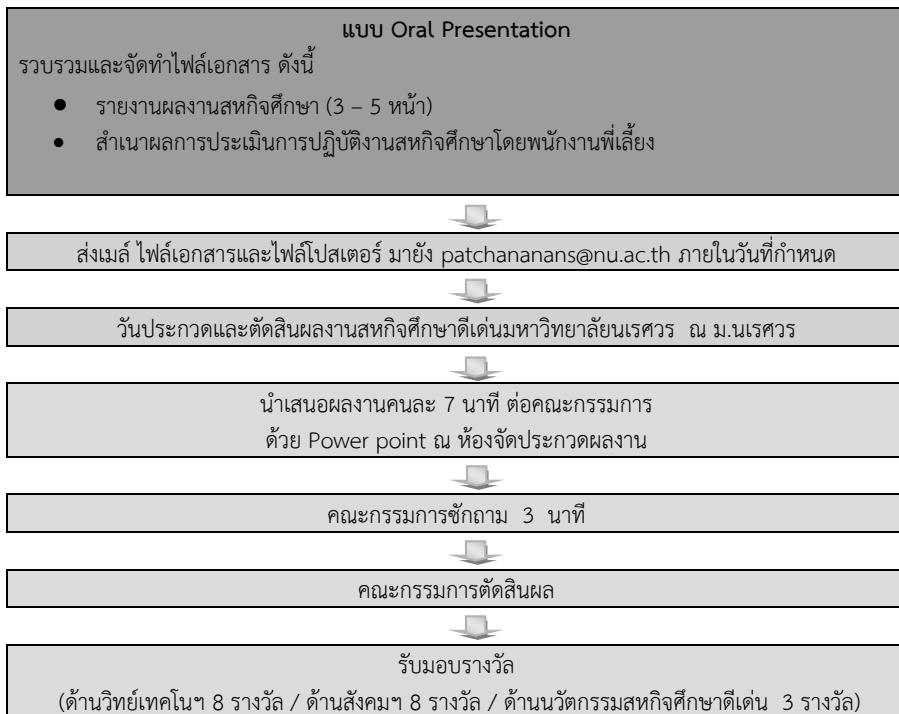 แบบ Oral Presentation
รวบรวมและจัดทำไฟล์เอกสาร ดังนี้
● รายงานผลงานสหกิจศึกษา (3 – 5 หน้า)
● สำเนาผลการประเมินการปฏิบัติงานสหกิจศึกษาโดยพนักงานพี่เลี้ยง
ส่งเมล์ ไฟล์เอกสารและไฟล์โปสเตอร์ มายัง patchananans@nu.ac.th ภายในวันที่กำหนด
วันประกวดและตัดสินผลงานสหกิจศึกษาดีเด่นมหาวิทยาลัยนเรศวร ณ ม.นเรศวร
นำเสนอผลงานคนละ 7 นาที ต่อคณะกรรมการ
ด้วย Power point ณ ห้องจัดประกวดผลงาน
คณะกรรมการซักถาม 3 นาที
คณะกรรมการตัดสินผล
รับมอบรางวัล
(ด้านวิทย์เทคโนฯ 8 รางวัล / ด้านสังคมฯ 8 รางวัล / ด้านนวัตกรรมสหกิจศึกษาดีเด่น 3 รางวัล)